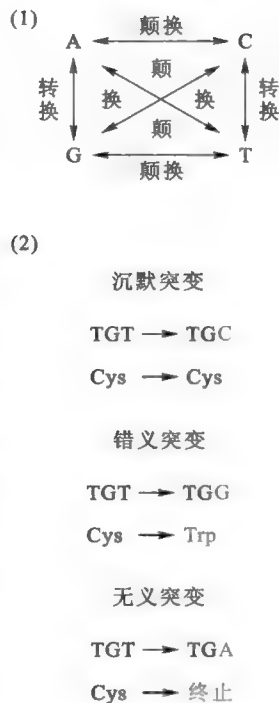 (1)
A 颠换 C
转换 颠换 颠换 转换
G 颠换 T
(2)
沉默突变
TGT → TGC
Cys → Cys
错义突变
TGT → TGG
Cys → Trp
无义突变
TGT → TGA
Cys → 终止